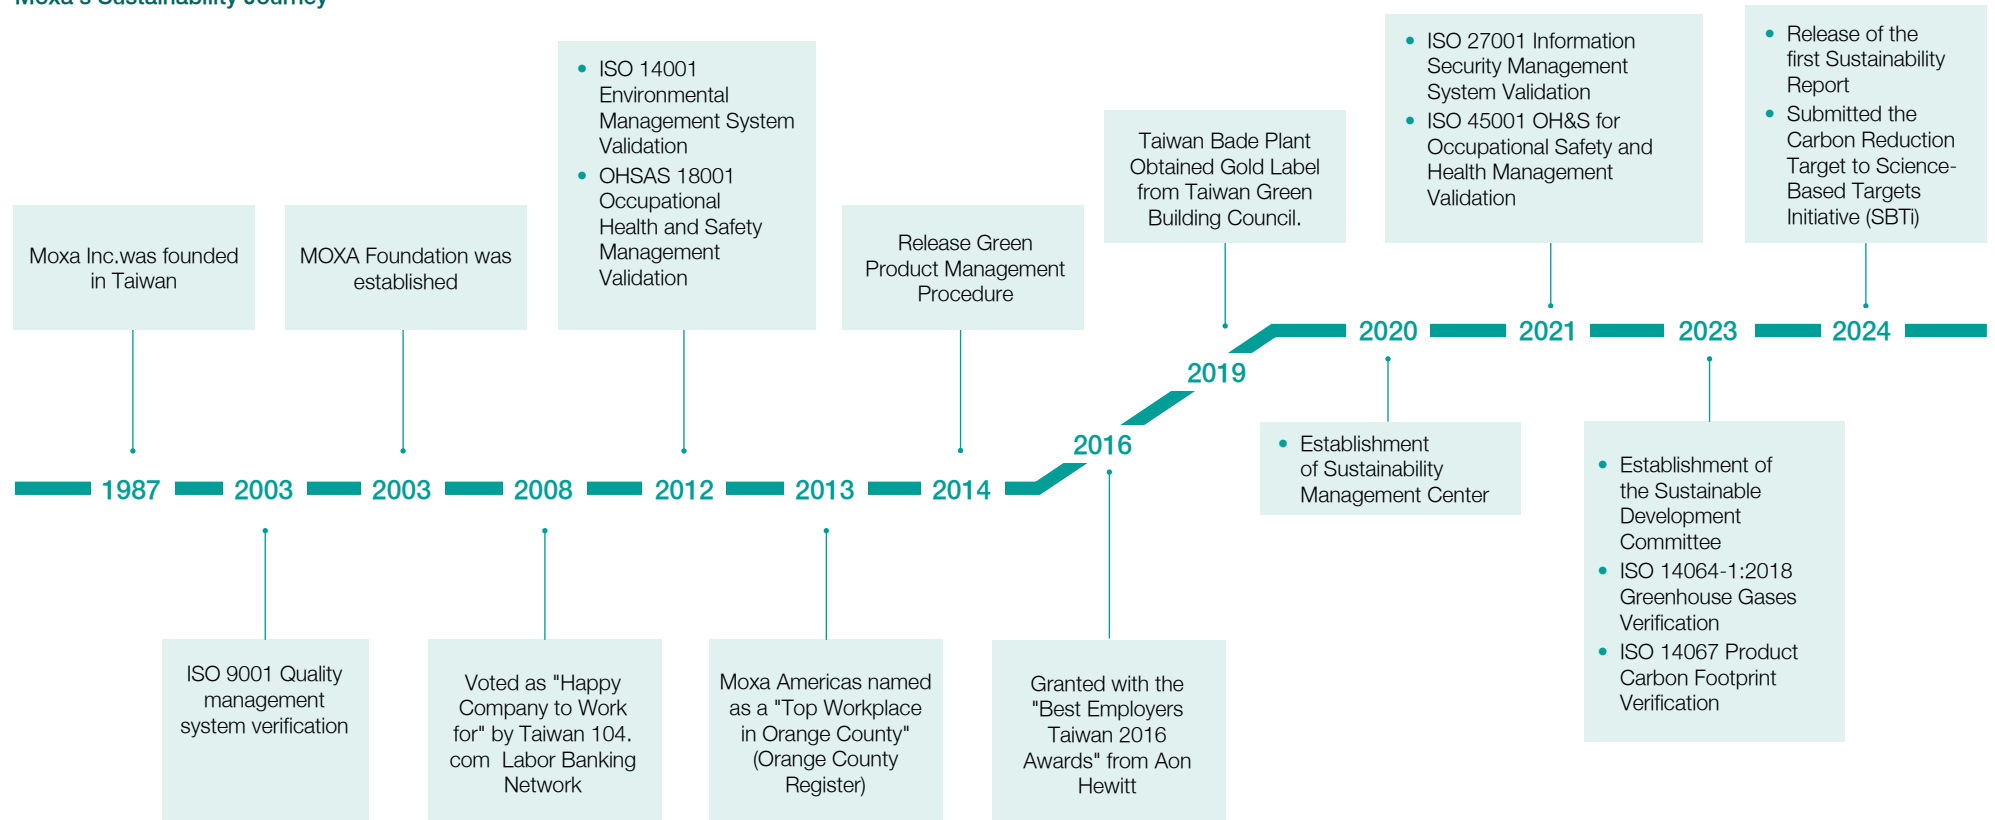 Moxa's Sustainability Journey
Moxa Inc.was founded
in Taiwan
MOXA Foundation was
established
• ISO 14001
Environmental
Management System
Validation
• OHSAS 18001
Occupational
Health and Safety
Management
Validation
Release Green
Product Management
Procedure
Taiwan Bade Plant
Obtained Gold Label
from Taiwan Green
Building Council.
• ISO 27001 Information
Security Management
System Validation
• ISO 45001 OH&S for
Occupational Safety and
Health Management
Validation
• Release of the
first Sustainability
Report
• Submitted the
Carbon Reduction
Target to Science-
Based Targets
Initiative (SBTi)
1987
2003
2003
2008
2012
2013
2014
2016
2019
2020
2021
2023
2024
ISO 9001 Quality
management
system verification
Voted as "Happy
Company to Work
for" by Taiwan 104.
com  Labor Banking
Network
Moxa Americas named
as a "Top Workplace
in Orange County"
(Orange County
Register)
Granted with the
"Best Employers
Taiwan 2016
Awards" from Aon
Hewitt
• Establishment
of Sustainability
Management Center
• Establishment of
the Sustainable
Development
Committee
• ISO 14064-1:2018
Greenhouse Gases
Verification
• ISO 14067 Product
Carbon Footprint
Verification